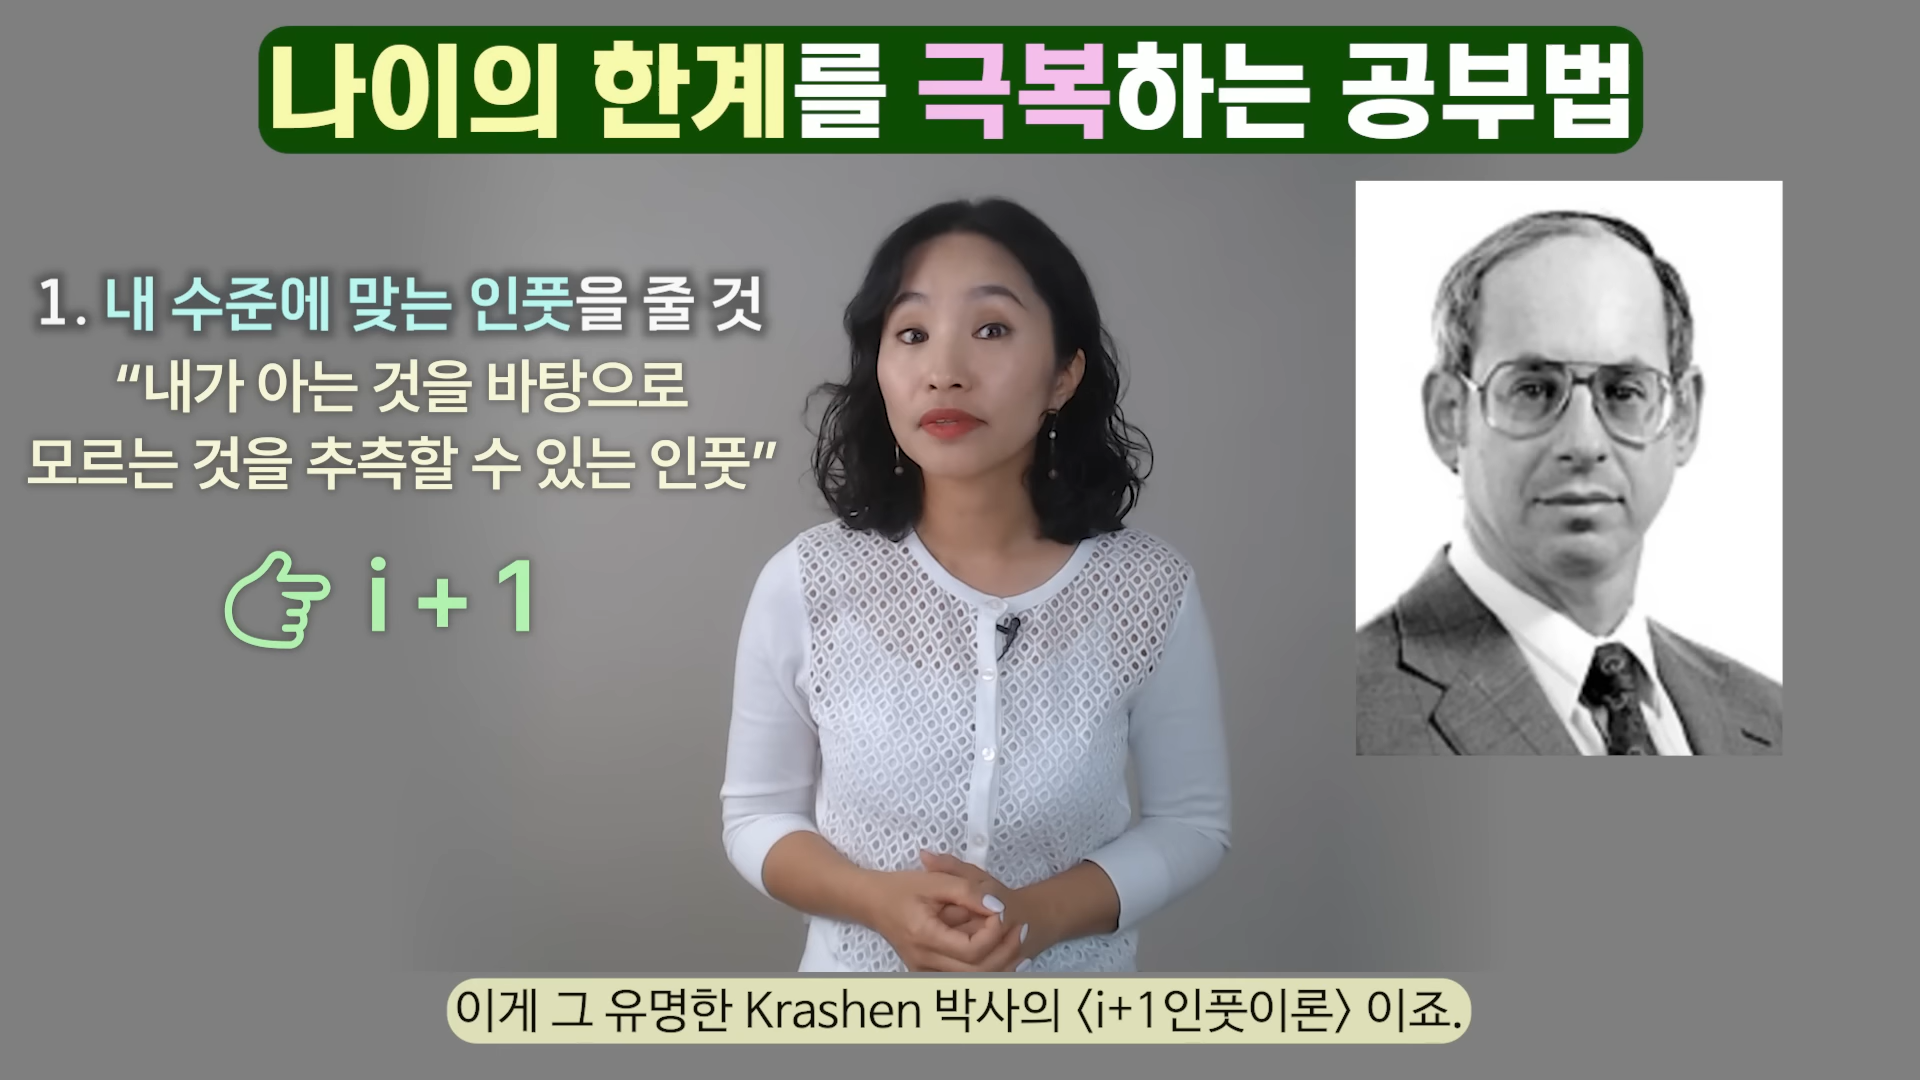 나이의 한계를 극복하는 공부법
1. 내 수준에 맞는 인풋을 줄 것
“내가 아는 것을 바탕으로
모르는 것을 추측할 수 있는 인풋”
i + 1
이게 그 유명한 Krashen 박사의 〈i+1인풋이론〉 이죠.